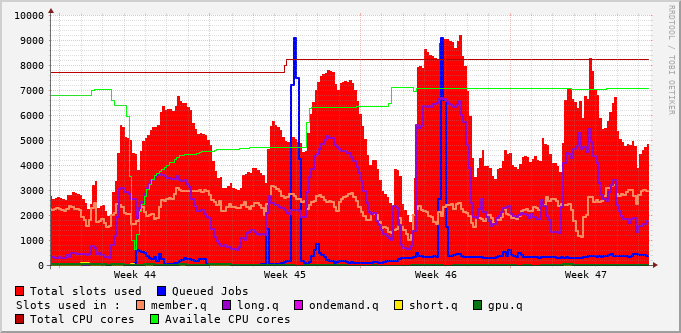 10000
9000
8000
7000
6000
5000
4000
3000
2000
1000
0
Week 44 Week 45 Week 46 Week 47
Total slots used Queued Jobs
Slots used in : member.q long.q ondemand.q short.q gpu.q
Total CPU cores Availale CPU cores
RRDTOOL / TOBI OETIKER